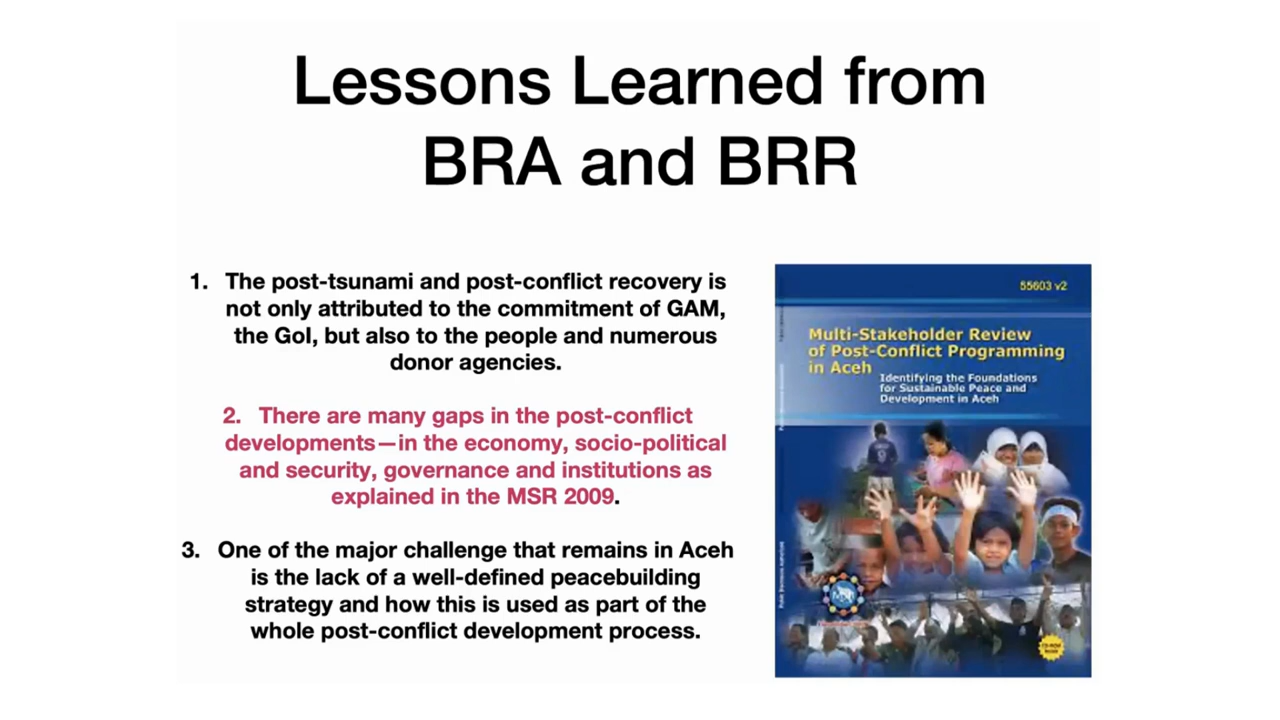 Lessons Learned from
BRA and BRR
1. The post-tsunami and post-conflict recovery is
not only attributed to the commitment of GAM,
the GoI, but also to the people and numerous
donor agencies.
2. There are many gaps in the post-conflict
developments—in the economy, socio-political
and security, governance and institutions as
explained in the MSR 2009.
3. One of the major challenge that remains in Aceh
is the lack of a well-defined peacebuilding
strategy and how this is used as part of the
whole post-conflict development process.
55603 v2
Multi-Stakeholder Review
of Post-Conflict Programming
in Aceh
Identifying the Foundations
for Sustainable Peace and
Development in Aceh
MSR
CD-ROM